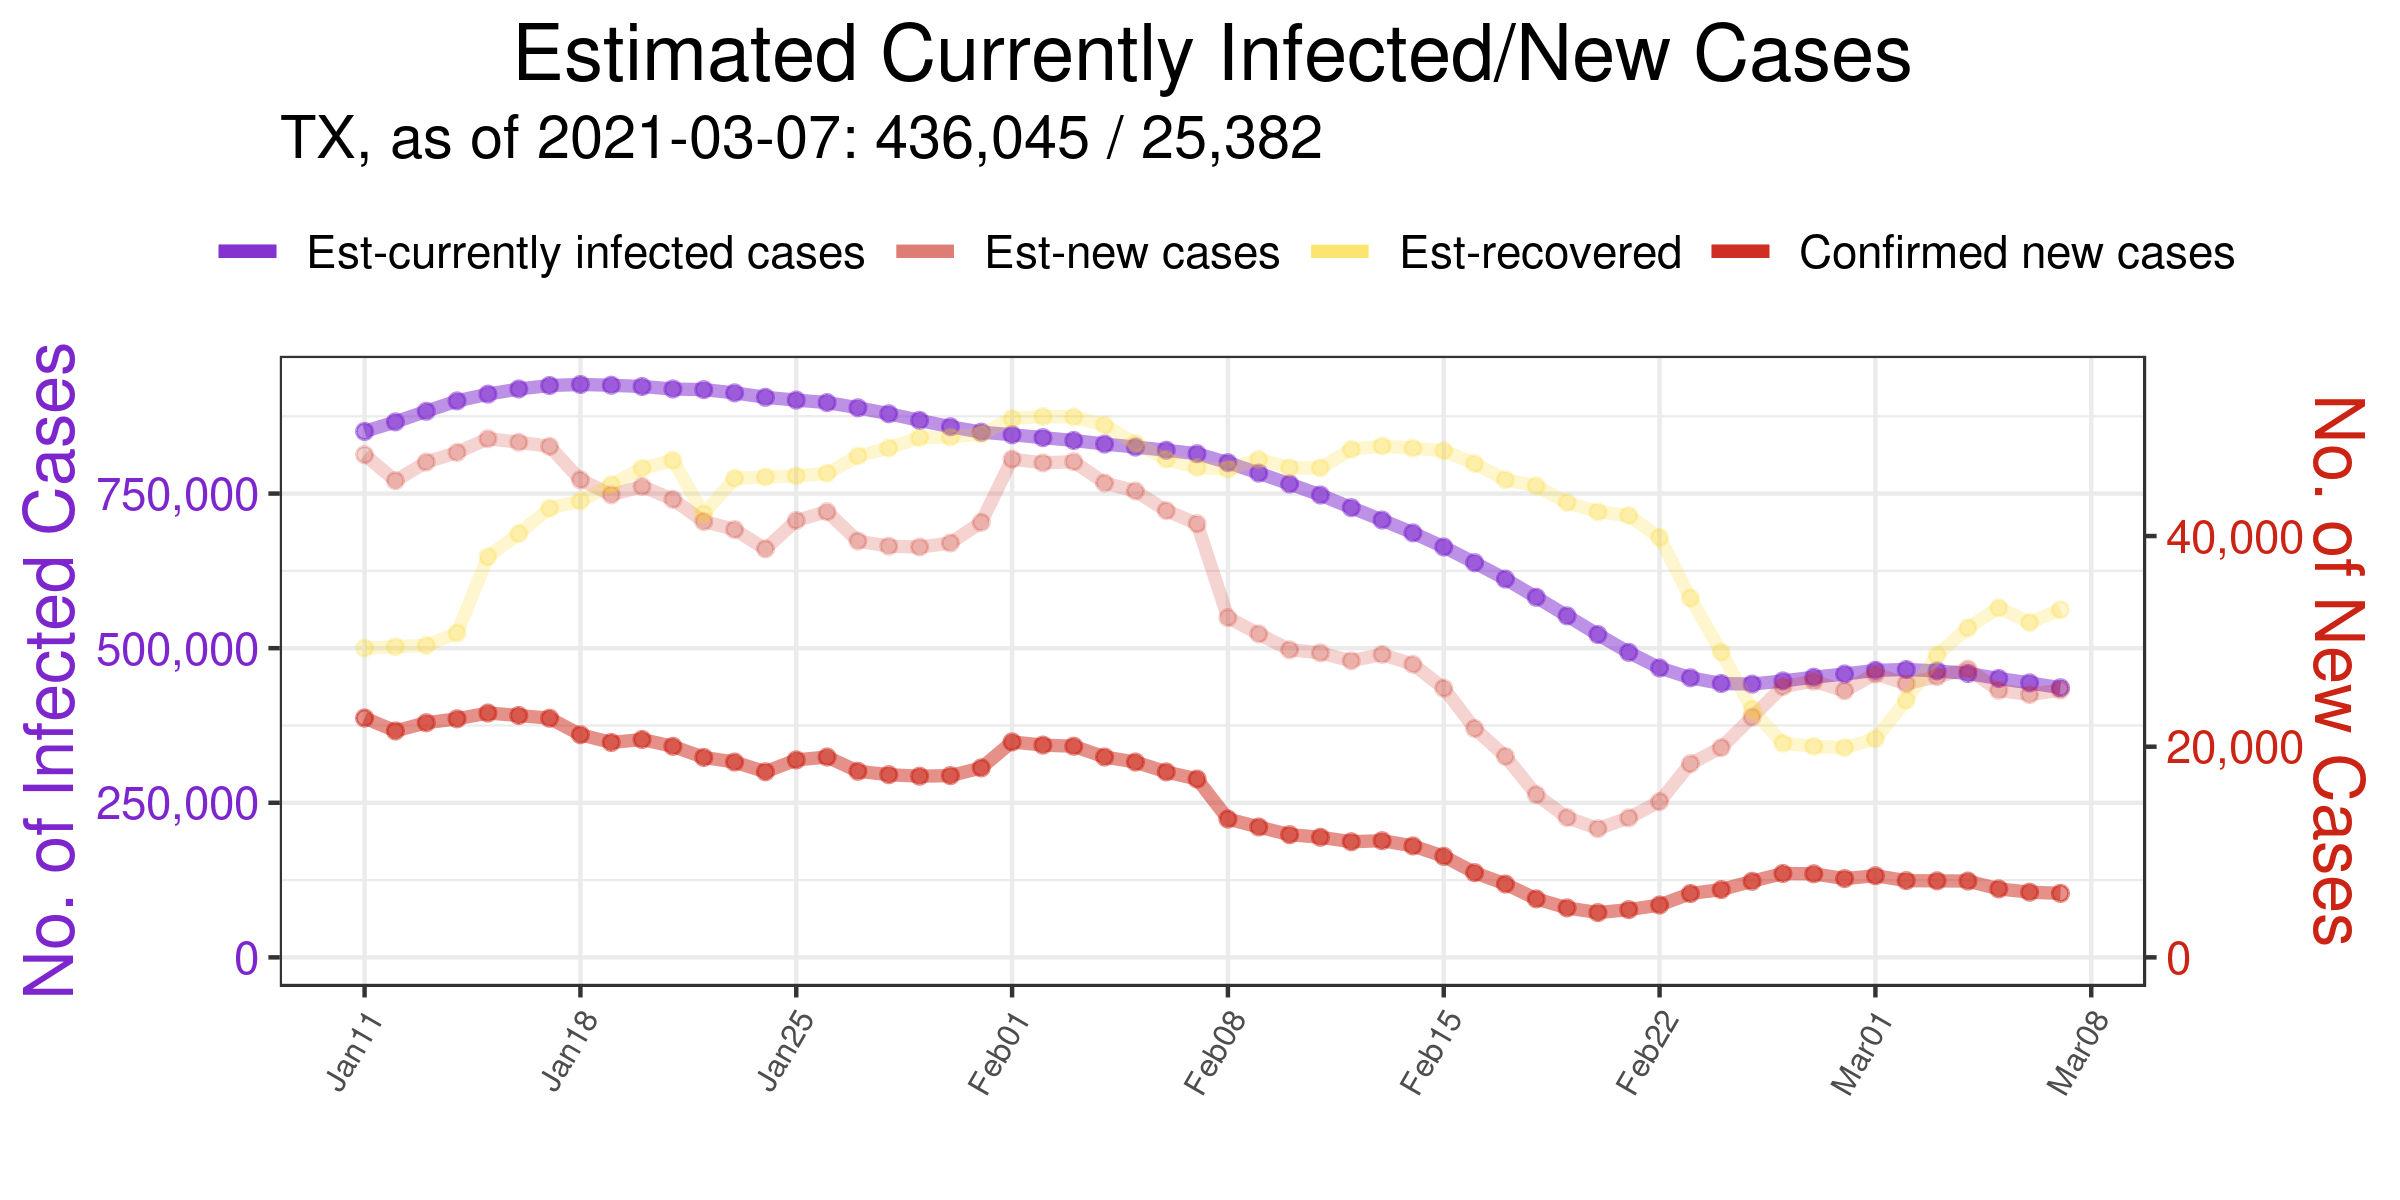 Estimated Currently Infected/New Cases
TX, as of 2021-03-07: 436,045 / 25,382
Est-currently infected cases Est-new cases Est-recovered Confirmed new cases
No. of Infected Cases
750,000
500,000
250,000
0
40,000
20,000
0
No. of New Cases
Jan11 Jan18 Jan25 Feb01 Feb08 Feb15 Feb22 Mar01 Mar08